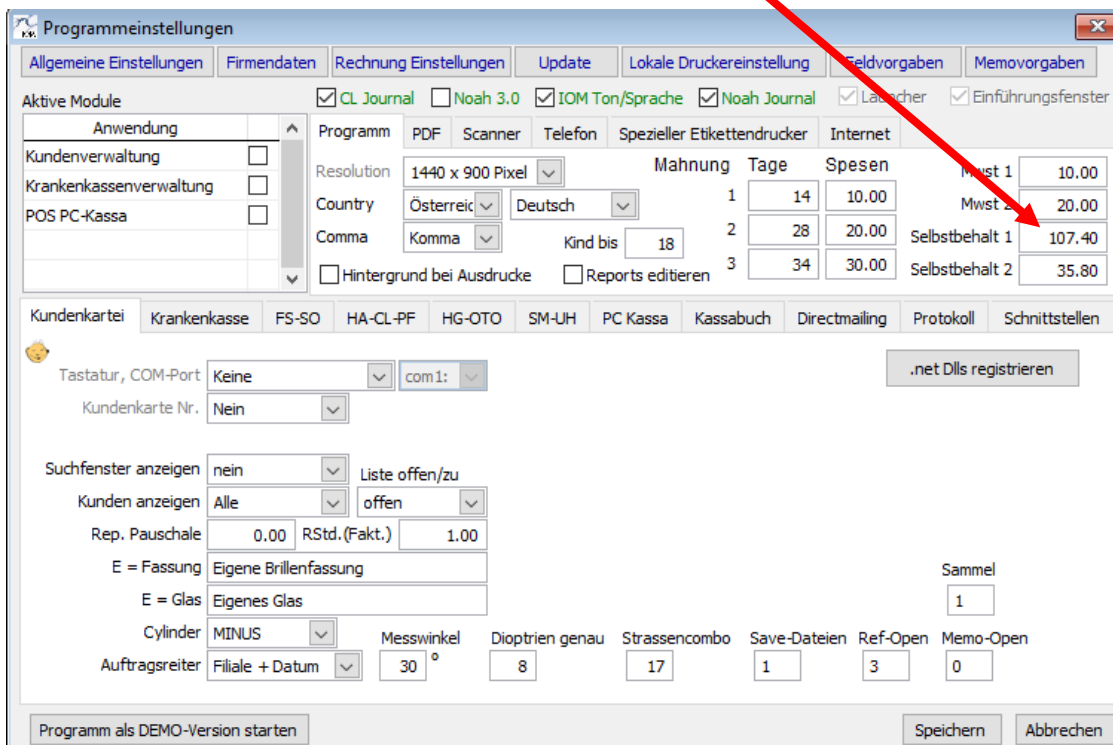 Programmeinstellungen
Allgemeine Einstellungen Firmendaten Rechnung Einstellungen Update Lokale Druckereinstellung Feldvorgaben Memovorgaben
Aktive Module CL Journal Noah 3.0 IOM Ton/Sprache Noah Journal Einführungsfenster
Anwendung
Kundenverwaltung
Krankenkassenverwaltung
POS PC-Kassa
Programm PDF Scanner Telefon Spezieller Etikettendrucker Internet
Resolution 1440 x 900 Pixel Mahnung Tage Spesen Mwst 1 10.00
Country Österreic Deutsch 1 14 10.00 Mwst 2 20.00
Comma Komma Kind bis 18 2 28 20.00 Selbstbehalt 1 107.40
Hintergrund bei Ausdrucke Reports editieren 3 34 30.00 Selbstbehalt 2 35.80
Kundenkartei Krankenkasse FS-SO HA-CL-PF HG-OTO SM-UH PC Kassa Kassabuch Directmailing Protokoll Schnittstellen
Tastatur, COM-Port Keine com1: .net Dlls registrieren
Kundenkarte Nr. Nein
Suchfenster anzeigen nein Liste offen/zu
Kunden anzeigen Alle offen
Rep. Pauschale 0.00 RStd.(Fakt.) 1.00
E = Fassung Eigene Brillenfassung Sammel
E = Glas Eigenes Glas 1
Cylinder MINUS Messwinkel Dioptrien genau Strassencombo Save-Dateien Ref-Open Memo-Open
Auftragsreiter Filiale + Datum 30 ° 8 17 1 3 0
Programm als DEMO-Version starten Speichern Abbrechen